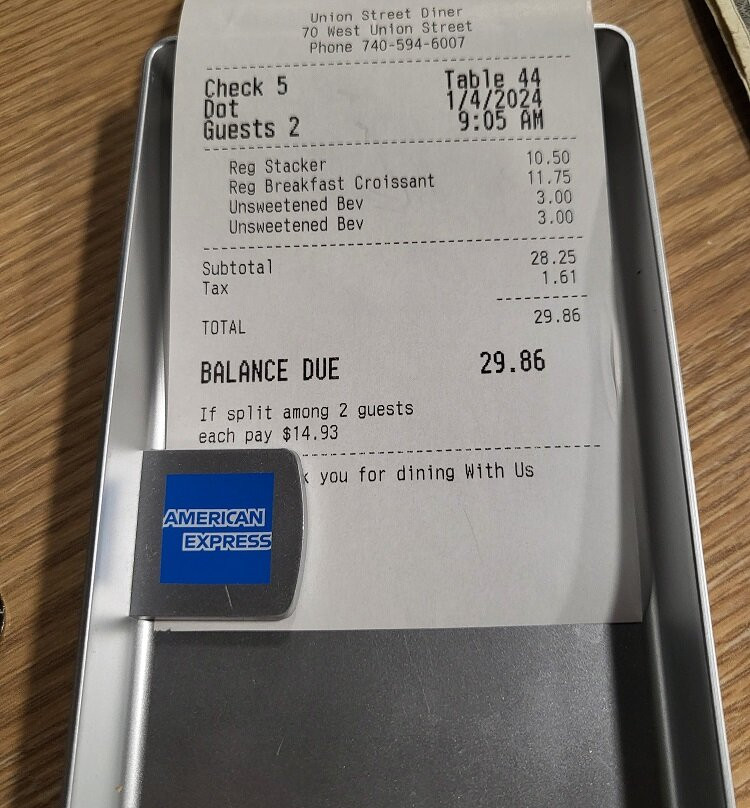 Union Street Diner
70 West Union Street
Phone 740-594-6007
Check 5 Table 44
Dot 1/4/2024
Guests 2 9:05 AM
Reg Stacker 10.50
Reg Breakfast Croissant 11.75
Unsweetened Bev 3.00
Unsweetened Bev 3.00
Subtotal 28.25
Tax 1.61
TOTAL 29.86
BALANCE DUE 29.86
If split among 2 guests
each pay $14.93
k you for dining With Us
AMERICAN
EXPRESS